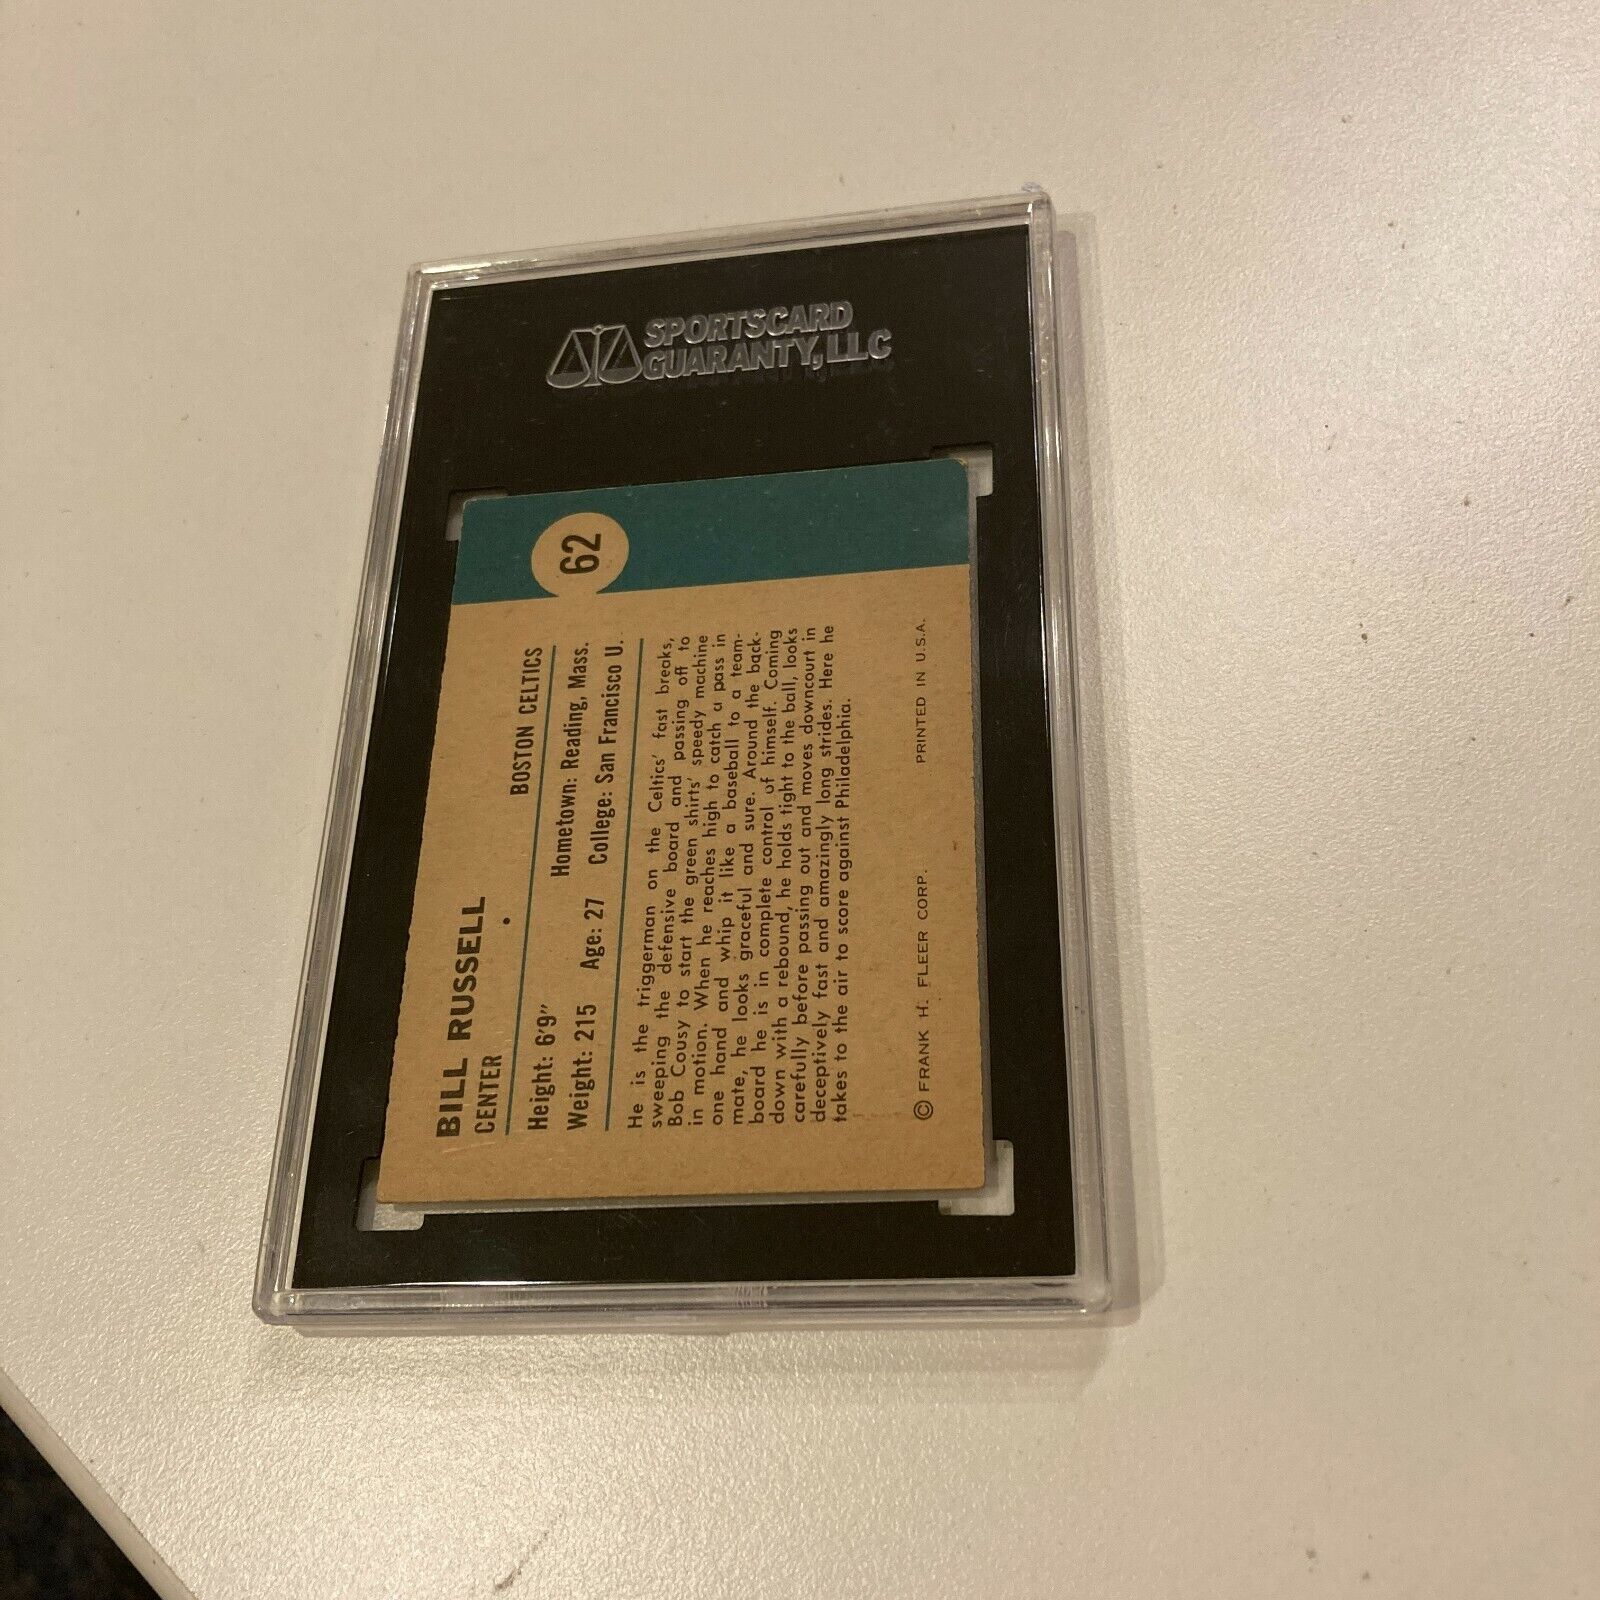 SPORTSCARD
GUARANTY, LLC
62
BILL RUSSELL
CENTER
BOSTON CELTICS
Height: 6'9" Hometown: Reading, Mass.
Weight: 215 Age: 27 College: San Francisco U.
He is the triggerman on the Celtics' fast breaks,
sweeping the defensive board and passing off to
Bob Cousy to start the green shirts' speedy machine
in motion. When he reaches high to catch a pass in
one hand and whip it like a baseball to a team-
mate, he looks graceful and sure. Around the back-
board he is in complete control of himself. Coming
down with a rebound, he holds tight to the ball, looks
carefully before passing out and moves downcourt in
deceptively fast and amazingly long strides. Here he
takes to the air to score against Philadelphia.
© FRANK H. FLEER CORP. PRINTED IN U.S.A.